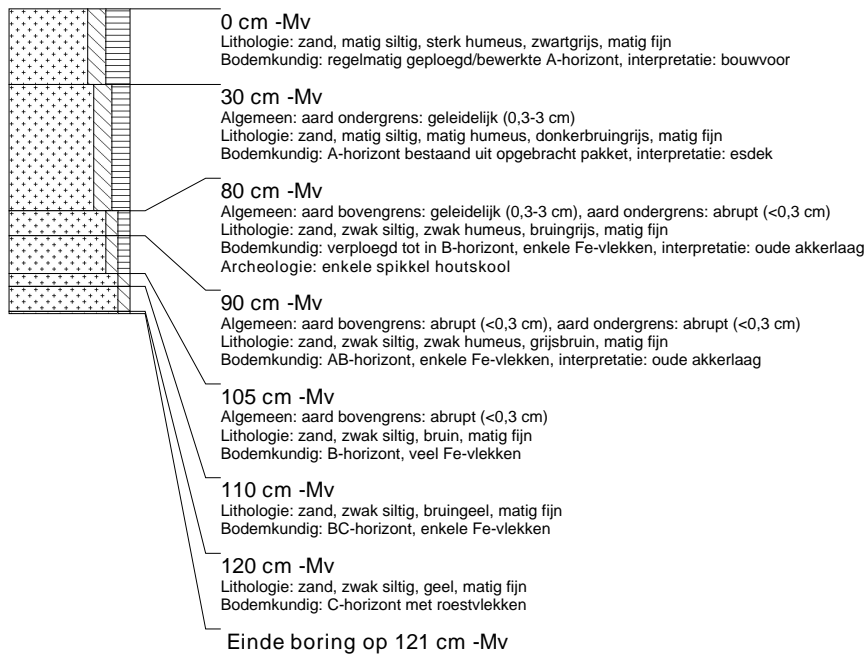 0 cm -Mv
Lithologie: zand, matig siltig, sterk humeus, zwartgrijs, matig fijn
Bodemkundig: regelmatig geploegd/bewerkte A-horizont, interpretatie: bouwvoor
30 cm -Mv
Algemeen: aard ondergrens: geleidelijk (0,3-3 cm)
Lithologie: zand, matig siltig, matig humeus, donkerbruingrijs, matig fijn
Bodemkundig: A-horizont bestaand uit opgebracht pakket, interpretatie: esdek
80 cm -Mv
Algemeen: aard bovengrens: geleidelijk (0,3-3 cm), aard ondergrens: abrupt (<0,3 cm)
Lithologie: zand, zwak siltig, zwak humeus, bruingrijs, matig fijn
Bodemkundig: verploegd tot in B-horizont, enkele Fe-vlekken, interpretatie: oude akkerlaag
Archeologie: enkele spikkel houtskool
90 cm -Mv
Algemeen: aard bovengrens: abrupt (<0,3 cm), aard ondergrens: abrupt (<0,3 cm)
Lithologie: zand, zwak siltig, zwak humeus, grijsbruin, matig fijn
Bodemkundig: AB-horizont, enkele Fe-vlekken, interpretatie: oude akkerlaag
105 cm -Mv
Algemeen: aard bovengrens: abrupt (<0,3 cm)
Lithologie: zand, zwak siltig, bruin, matig fijn
Bodemkundig: B-horizont, veel Fe-vlekken
110 cm -Mv
Lithologie: zand, zwak siltig, bruingeel, matig fijn
Bodemkundig: BC-horizont, enkele Fe-vlekken
120 cm -Mv
Lithologie: zand, zwak siltig, geel, matig fijn
Bodemkundig: C-horizont met roestvlekken
Einde boring op 121 cm -Mv